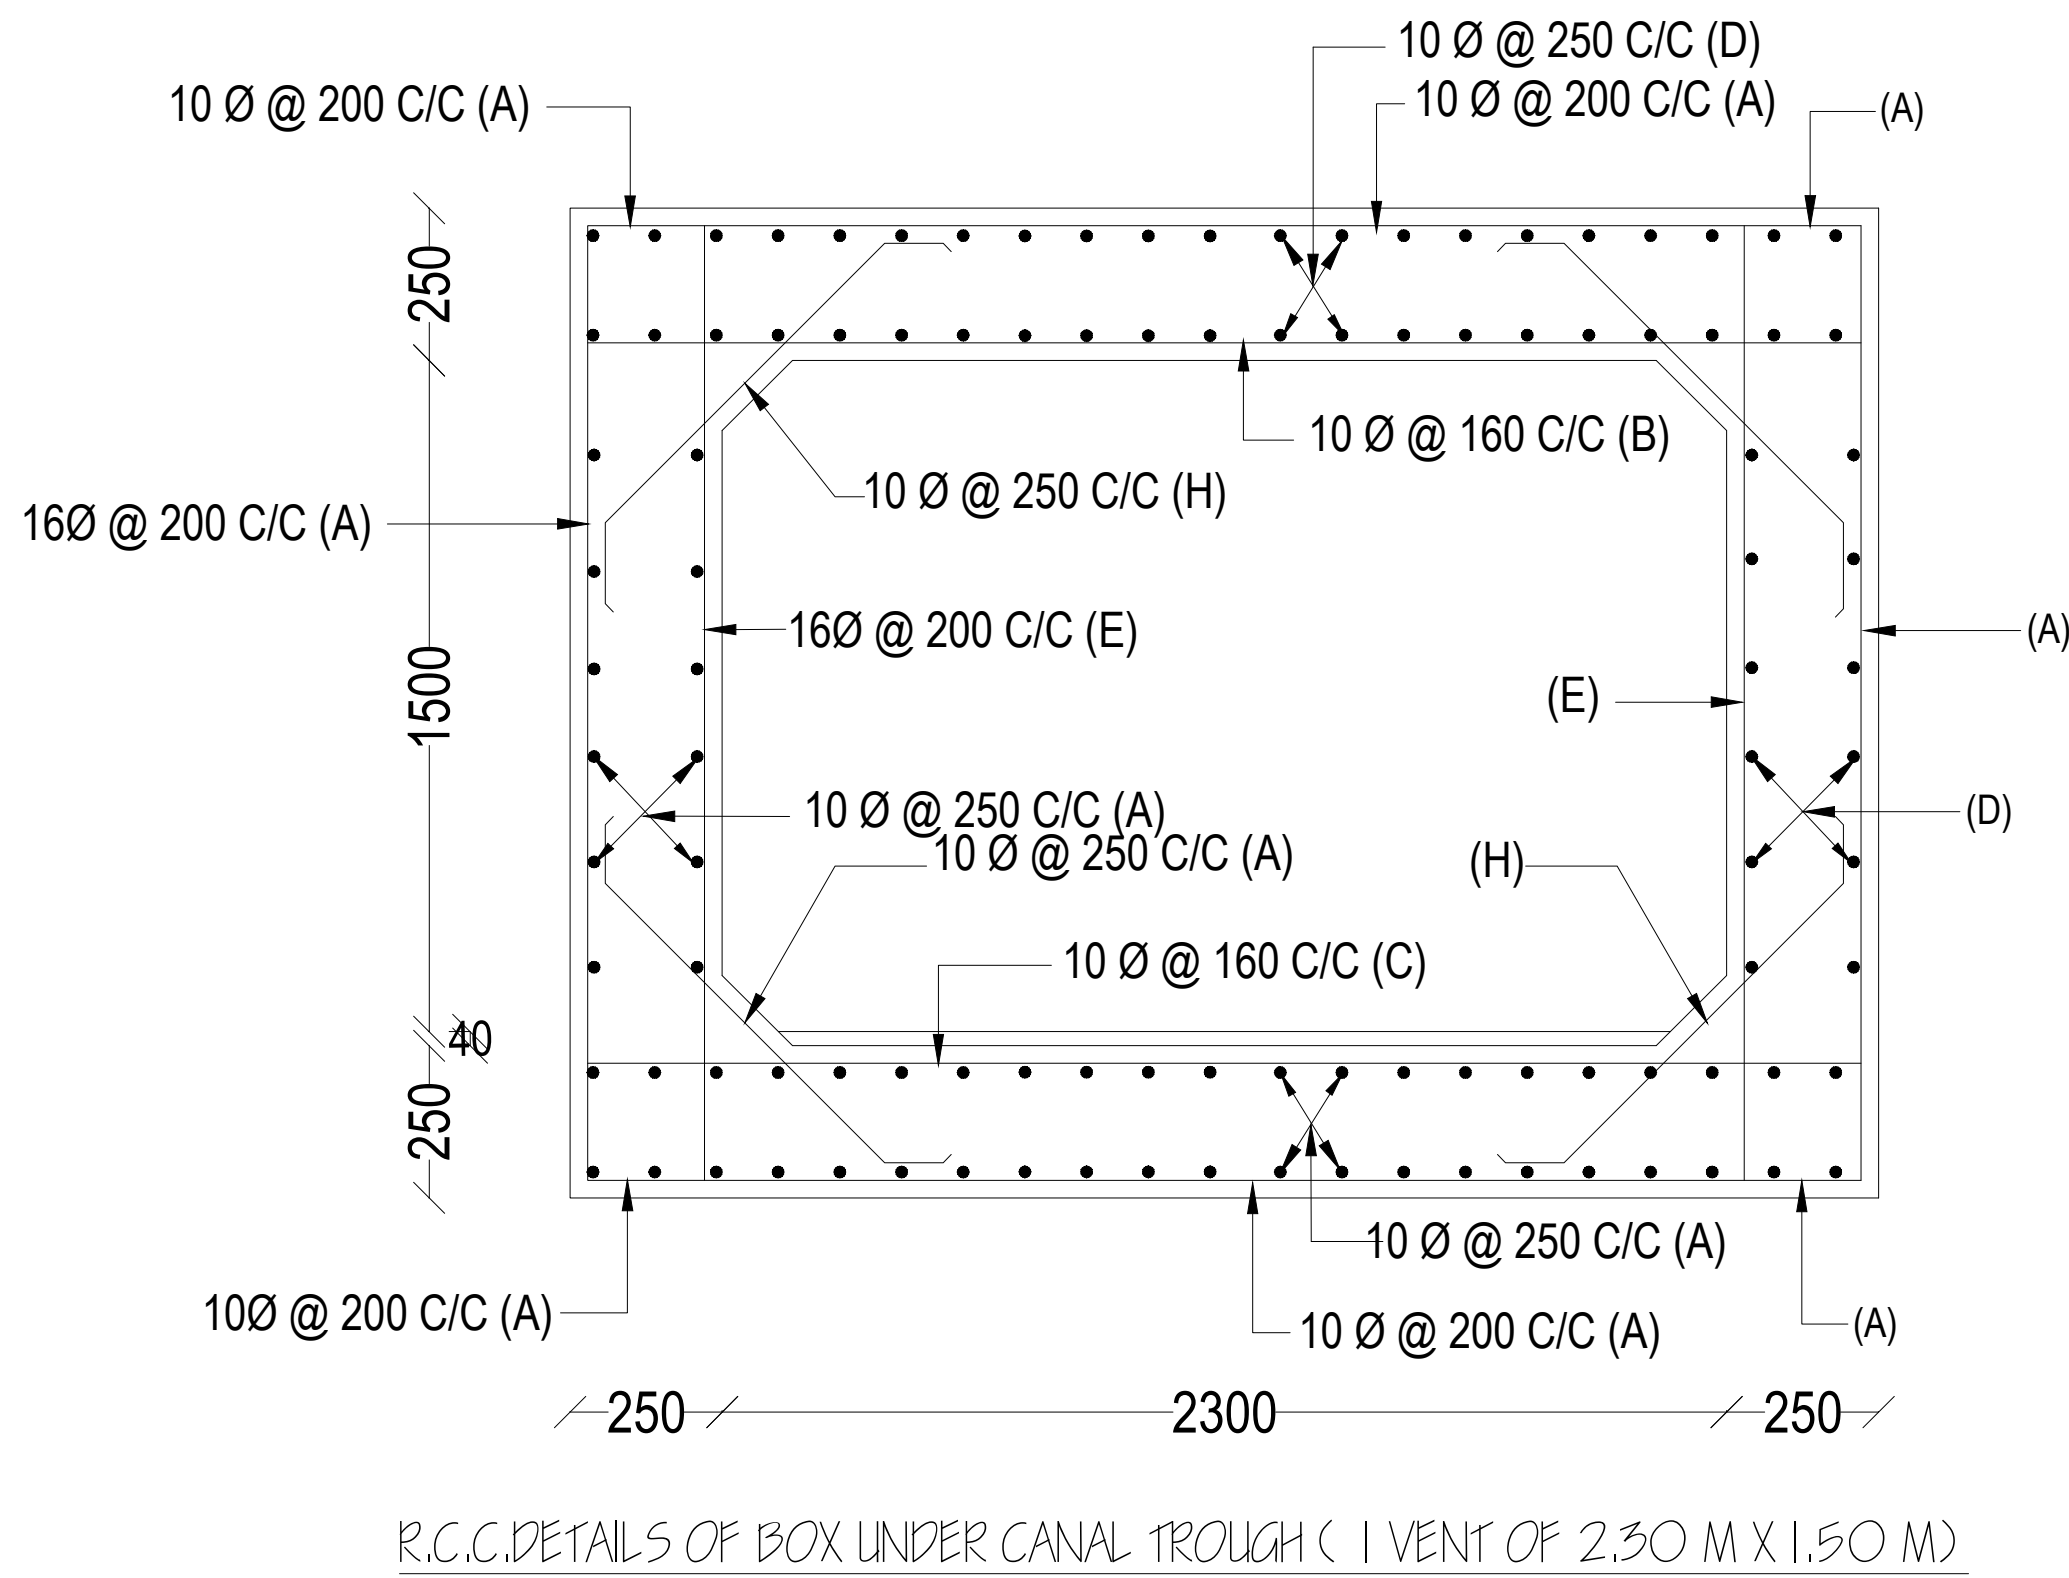 10 Ø @ 250 C/C (D)
10 Ø @ 200 C/C (A)
10 Ø @ 200 C/C (A)
(A)
250
10 Ø @ 160 C/C (B)
10 Ø @ 250 C/C (H)
16Ø @ 200 C/C (A)
16Ø @ 200 C/C (E)
(A)
1500
(E)
10 Ø @ 250 C/C (A)
(D)
10 Ø @ 250 C/C (A)
(H)
10 Ø @ 160 C/C (C)
40
250
10 Ø @ 250 C/C (A)
10Ø @ 200 C/C (A)
10 Ø @ 200 C/C (A)
(A)
250
2300
250
R.C.C.DETAILS OF BOX UNDER CANAL TROUGH ( 1 VENT OF 2.30 M X 1.50 M)